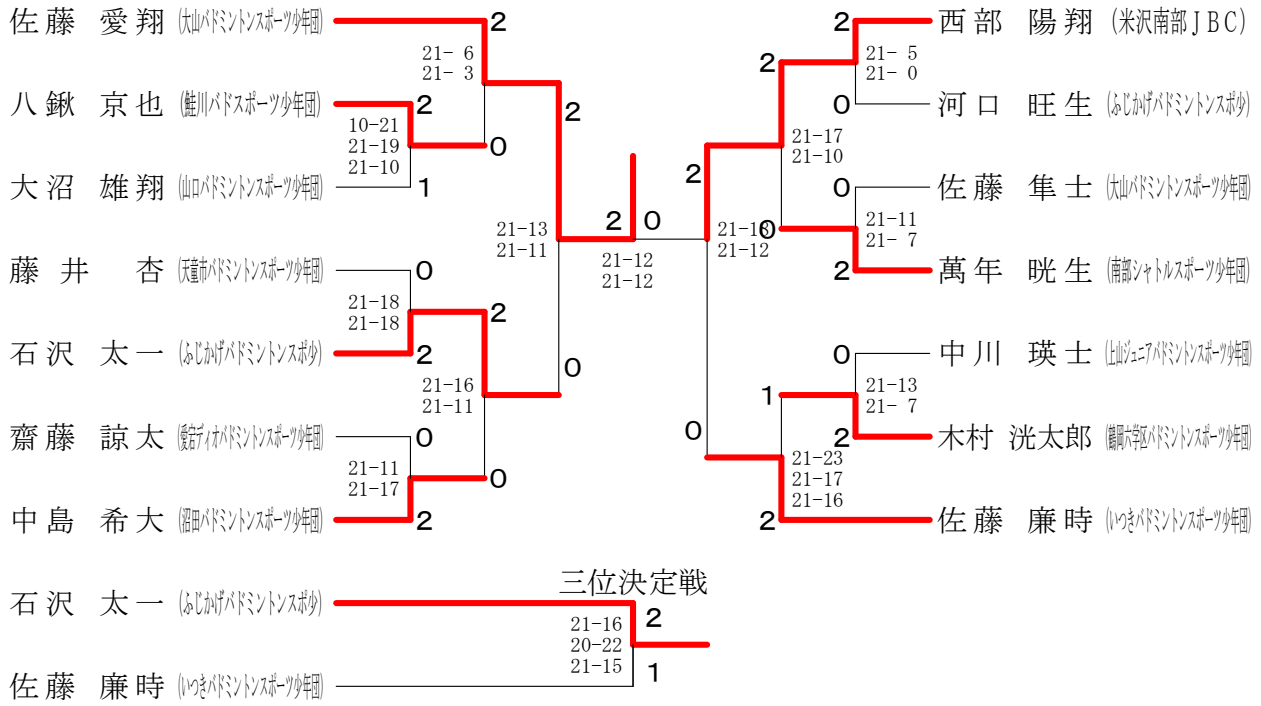 佐藤 愛翔 (大山バドミントンスポーツ少年団)
2
21- 6
21- 3
八鍬 京也 (鮭川バドスポーツ少年団)
2
10-21
21-19
21-10
0
大沼 雄翔 (山口バドミントンスポーツ少年団)
1
2
21-13
21-11
藤井 杏 (天童市バドミントンスポーツ少年団)
0
21-18
21-18
2
石沢 太一 (ふじかげバドミントンスポ少)
2
21-16
21-11
0
齋藤 諒太 (愛宕ディオバドミントンスポーツ少年団)
0
21-11
21-17
0
中島 希大 (沼田バドミントンスポーツ少年団)
2
2 0
21-12
21-12
2 西部 陽翔 (米沢南部JBC)
2
21- 5
21- 0
0 河口 旺生 (ふじかげバドミントンスポ少)
21-17
21-10
2
0 佐藤 隼士 (大山バドミントンスポーツ少年団)
21-11
21- 7
0
21-12
2 萬年 晄生 (南部シャトルスポーツ少年団)
0 中川 瑛士 (上山ジュニアバドミントンスポーツ少年団)
1
21-13
21- 7
2 木村 洸太郎 (鶴岡六学区バドミントンスポーツ少年団)
0
21-23
21-17
21-16
2 佐藤 廉時 (いつきバドミントンスポーツ少年団)
三位決定戦
石沢 太一 (ふじかげバドミントンスポ少)
2
21-16
20-22
21-15
1
佐藤 廉時 (いつきバドミントンスポーツ少年団)